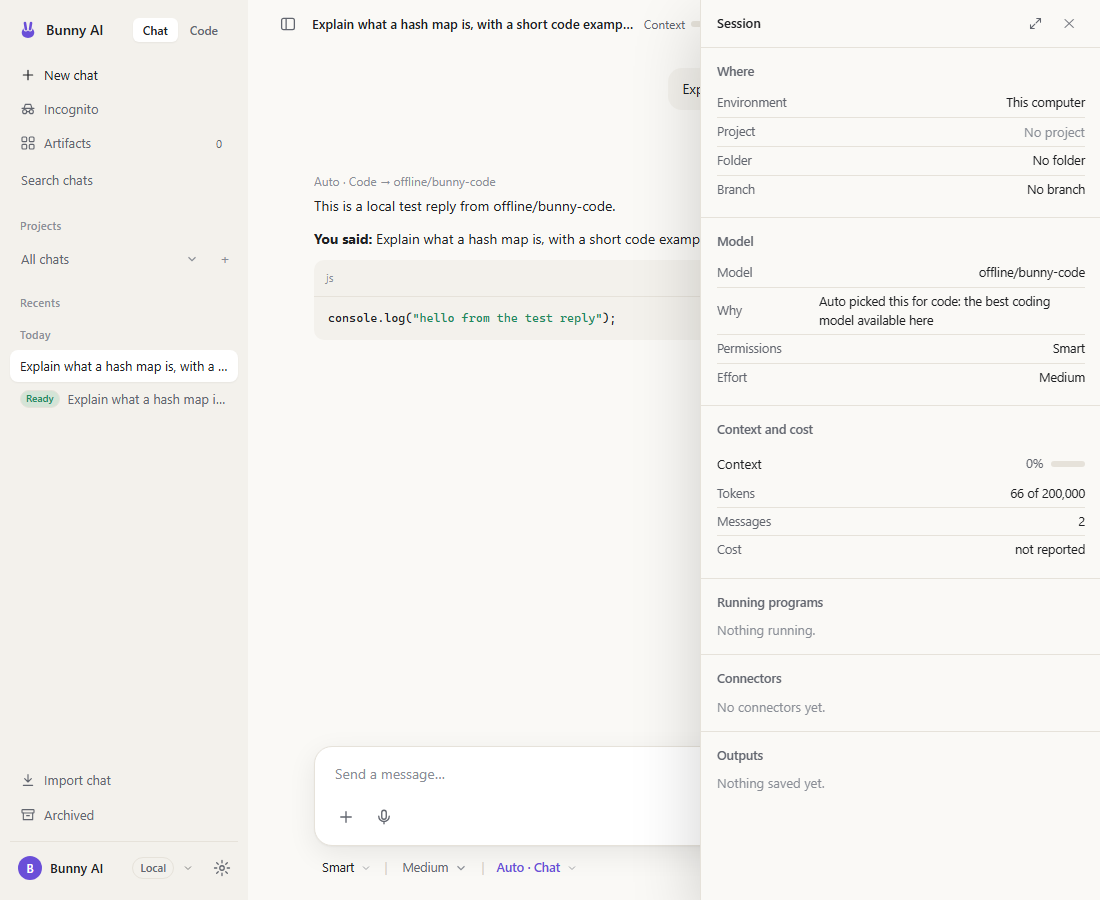 Bunny AI
Chat
Code
New chat
Incognito
Artifacts
0
Search chats
Projects
All chats
+
Recents
Today
Explain what a hash map is, with a ...
Ready
Explain what a hash map i...
Import chat
Archived
B
Bunny AI
Local
Explain what a hash map is, with a short code examp...
Context
Exp
Auto · Code → offline/bunny-code
This is a local test reply from offline/bunny-code.
You said: Explain what a hash map is, with a short code examp
js
console.log("hello from the test reply");
Send a message...
Smart
Medium
Auto · Chat
Session
Where
Environment
This computer
Project
No project
Folder
No folder
Branch
No branch
Model
Model
offline/bunny-code
Why
Auto picked this for code: the best coding
model available here
Permissions
Smart
Effort
Medium
Context and cost
Context
0%
Tokens
66 of 200,000
Messages
2
Cost
not reported
Running programs
Nothing running.
Connectors
No connectors yet.
Outputs
Nothing saved yet.